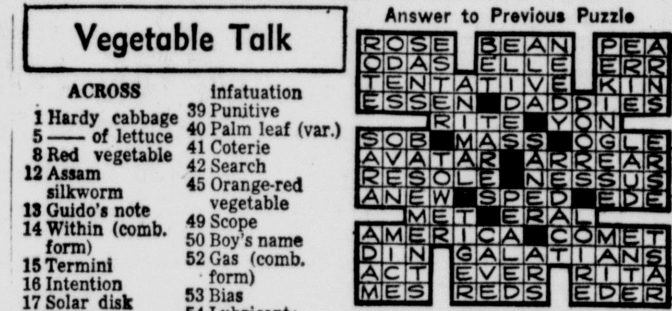 Vegetable Talk
ACROSS
1 Hardy cabbage
5 — of lettuce
8 Red vegetable
12 Assam
silkworm
13 Guido's note
14 Within (comb.
form)
15 Termini
16 Intention
17 Solar disk
infatuation
39 Punitive
40 Palm leaf (var.)
41 Coterie
42 Search
45 Orange-red
vegetable
49 Scope
50 Boy's name
52 Gas (comb.
form)
53 Bias
Answer to Previous Puzzle
ROSE BEAN PEA
ODAS ELLE ERR
TENTATIVE KIN
ESSEN DADDIES
RITE YON
SOB MASS OGLE
AVATAR ARREAR
RESOLE NESSUS
ANEW SPED EDE
MET ERAL
AMERICA COMET
DIN GALATIANS
ACT EVER RITA
MES REDS EDER